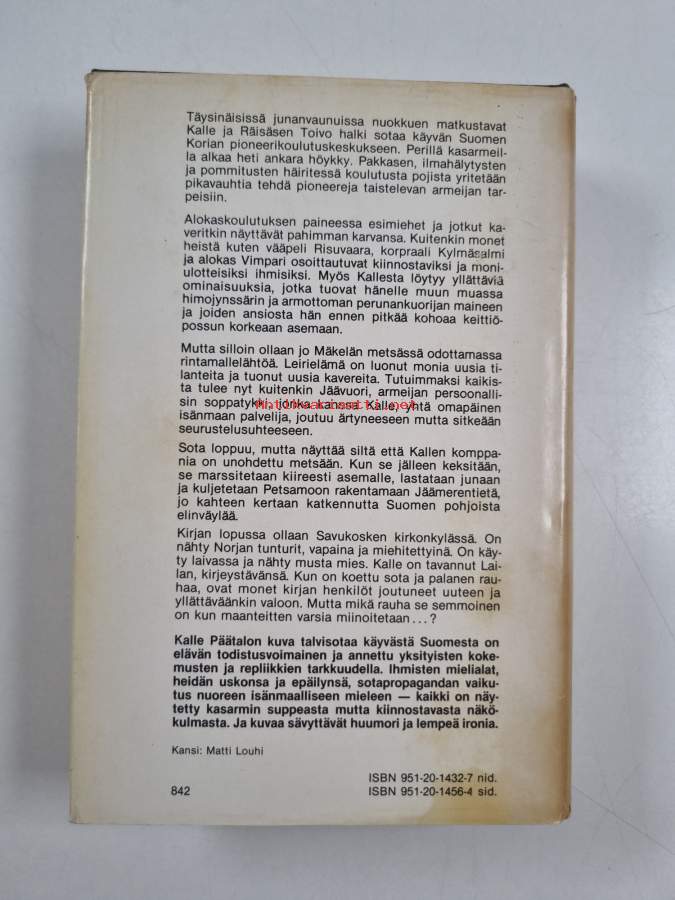 Täysinäisissä junanvaunuissa nuokkuen matkustavat
Kalle ja Räisäsen Toivo halki sotaa käyvän Suomen
Korian pioneerikoulutuskeskukseen. Perillä kasarmeil-
la alkaa heti ankara höykky. Pakkasen, ilmahälytysten
ja pommitusten häiritessä koulutusta pojista yritetään
pikavauhtia tehdä pioneereja taistelevan armeijan tar-
peisiin.
Alokaskoulutuksen paineessa esimiehet ja jotkut ka-
veritkin näyttävät pahimman karvansa. Kuitenkin monet
heistä kuten vääpeli Risuvaara, korpraali Kylmäsalmi
ja alokas Vimpari osoittautuvat kiinnostaviksi ja moni-
ulotteisiksi ihmisiksi. Myös Kallesta löytyy yllättäviä
ominaisuuksia, jotka tuovat hänelle muun muassa
himojynssärin ja armottoman perunankuorijan maineen
ja joiden ansiosta hän ennen pitkää kohoaa keittiö-
possun korkeaan asemaan.
Mutta silloin ollaan jo Mäkelän metsässä odottamassa
rintamallelähtöä. Leirielämä on luonut monia uusia ti-
lanteita ja tuonut uusia kavereita. Tutuimmaksi kaikis-
ta tulee nyt kuitenkin Jäävuori, armeijan persoonalli-
sin soppatykki, jonka kanssa Kalle, yhtä omapäinen
isänmaan palvelija, joutuu ärtyneeseen mutta sitkeään
seurustelusuhteeseen.
Sota loppuu, mutta näyttää siltä että Kallen komppa-
nia on unohdettu metsään. Kun se jälleen keksitään,
se marssitetaan kiireesti asemalle, lastataan junaan
ja kuljetetaan Petsamoon rakentamaan Jäämerentietä,
jo kahteen kertaan katkennutta Suomen pohjoista
elinväylää.
Kirjan lopussa ollaan Savukosken kirkonkylässä. On
nähty Norjan tunturit, vapaina ja miehitettyinä. On käy-
ty laivassa ja nähty musta mies. Kalle on tavannut Lai-
lan, kirjeystävänsä. Kun on koettu sota ja palanen rau-
haa, ovat monet kirjan henkilöt joutuneet uuteen ja
yllättäväänkin valoon. Mutta mikä rauha se semmoinen
on kun maanteitten varsia miinoitetaan...?
Kalle Päätalon kuva talvisotaa käyvästä Suomesta on
elävän todistusvoimainen ja annettu yksityisten koke-
musten ja repliikkien tarkkuudella. Ihmisten mielialat,
heidän uskonsa ja epäilynsä, sotapropagandan vaiku-
tus nuoreen isänmaalliseen mieleen — kaikki on näy-
tetty kasarmin suppeasta mutta kiinnostavasta näkö-
kulmasta. Ja kuvaa sävyttävät huumori ja lempeä ironia.
Kansi: Matti Louhi
ISBN 951-20-1432-7 nid.
842 ISBN 951-20-1456-4 sid.